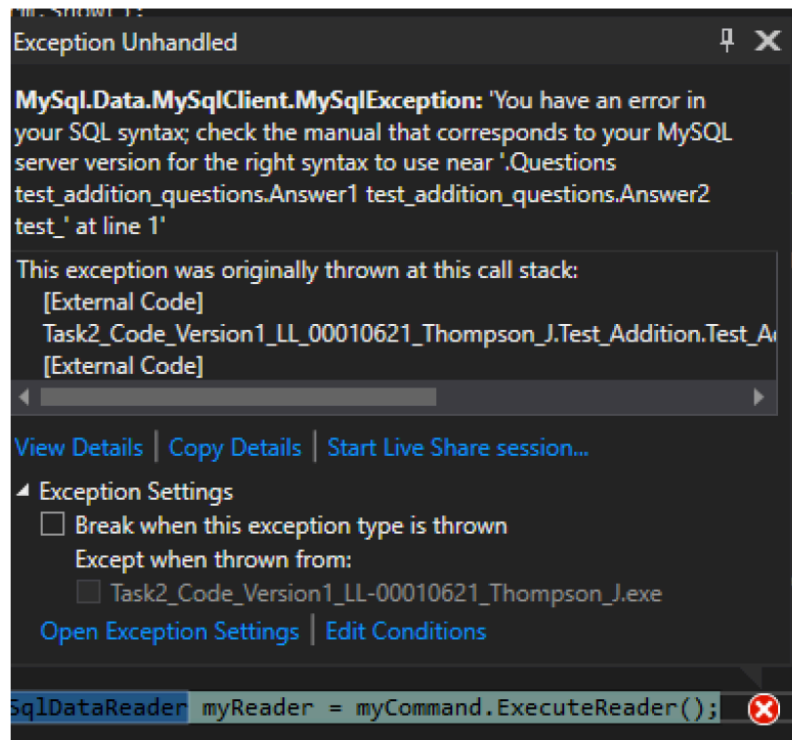 Exception Unhandled
MySql.Data.MySqlClient.MySqlException: 'You have an error in
your SQL syntax; check the manual that corresponds to your MySQL
server version for the right syntax to use near '.Questions
test_addition_questions.Answer1 test_addition_questions.Answer2
test_' at line 1'
This exception was originally thrown at this call stack:
[External Code]
Task2_Code_Version1_LL_00010621_Thompson_J.Test_Addition.Test_A
[External Code]
View Details | Copy Details | Start Live Share session...
Exception Settings
Break when this exception type is thrown
Except when thrown from:
Task2_Code_Version1_LL-00010621_Thompson_J.exe
Open Exception Settings | Edit Conditions
SqlDataReader myReader = myCommand.ExecuteReader();